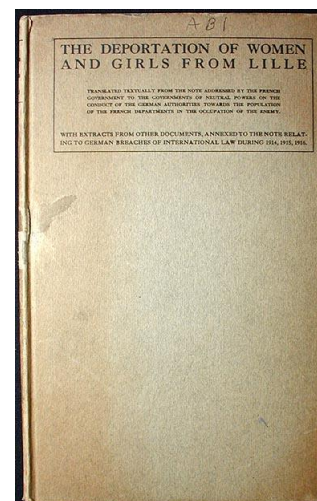 AB1
THE DEPORTATION OF WOMEN
AND GIRLS FROM LILLE
TRANSLATED TEXTUALLY FROM THE NOTE ADDRESSED BY THE FRENCH
GOVERNMENT TO THE GOVERNMENTS OF NEUTRAL POWERS ON THE
CONDUCT OF THE GERMAN AUTHORITIES TOWARDS THE POPULATION
OF THE FRENCH DEPARTMENTS IN THE OCCUPATION OF THE ENEMY.
WITH EXTRACTS FROM OTHER DOCUMENTS, ANNEXED TO THE NOTE RELAT-
ING TO GERMAN BREACHES OF INTERNATIONAL LAW DURING 1914, 1915, 1916.